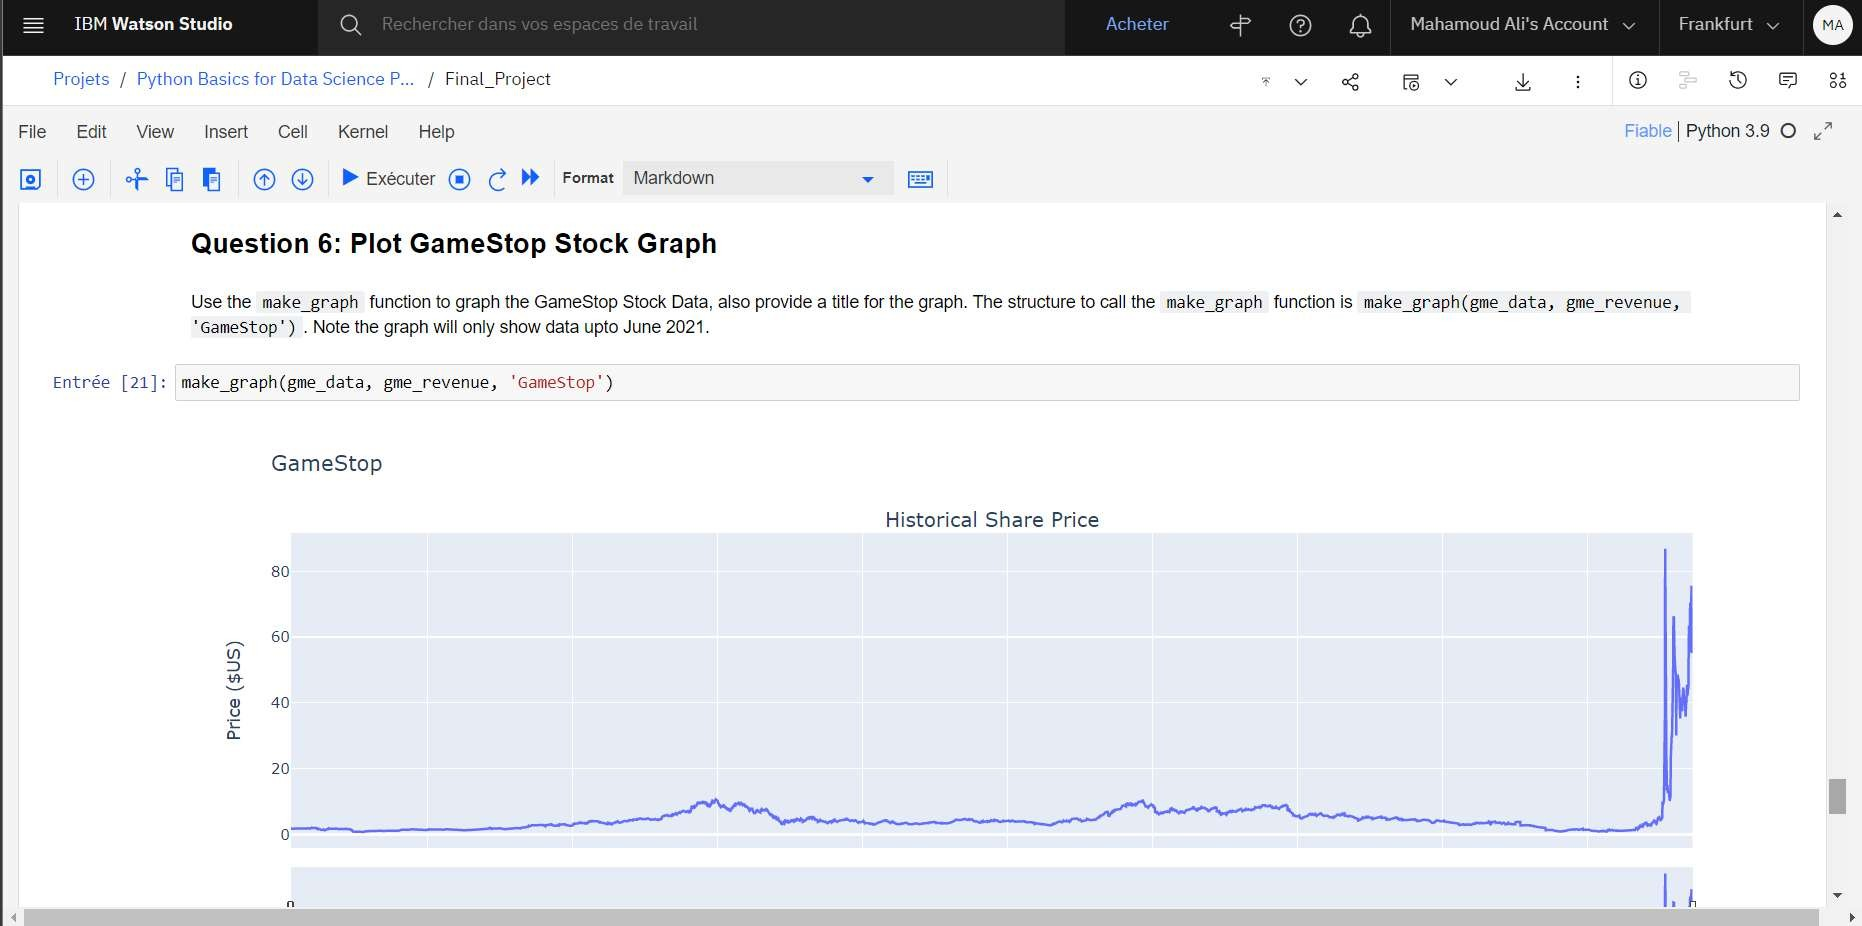 IBM Watson Studio
Rechercher dans vos espaces de travail
Acheter
Mahamoud Ali's Account
Frankfurt
MA
Projets / Python Basics for Data Science P... / Final_Project
File Edit View Insert Cell Kernel Help
Fiable | Python 3.9
Exécuter
Format
Markdown
Question 6: Plot GameStop Stock Graph
Use the make_graph function to graph the GameStop Stock Data, also provide a title for the graph. The structure to call the make_graph function is make_graph(gme_data, gme_revenue,
'GameStop') . Note the graph will only show data upto June 2021.
Entrée [21]: make_graph(gme_data, gme_revenue, 'GameStop')
GameStop
Historical Share Price
Price ($US)
80
60
40
20
0